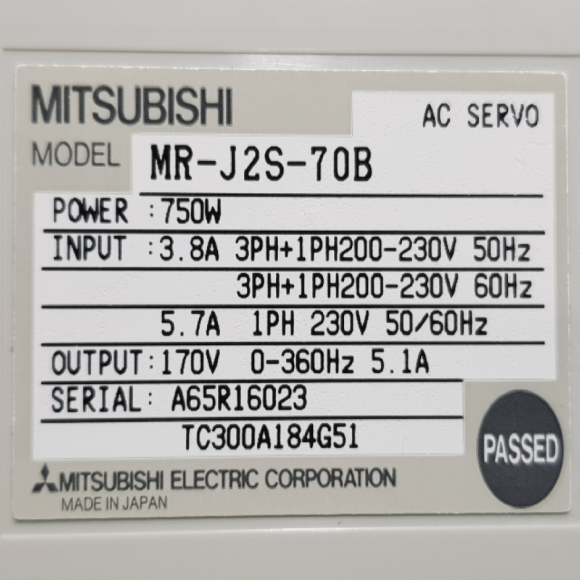 MITSUBISHI
AC SERVO
MODEL MR-J2S-70B
POWER : 750W
INPUT : 3.8A 3PH+1PH200-230V 50Hz
3PH+1PH200-230V 60Hz
5.7A 1PH 230V 50/60Hz
OUTPUT : 170V 0-360Hz 5.1A
SERIAL : A65R16023
TC300A184G51
PASSED
MITSUBISHI ELECTRIC CORPORATION
MADE IN JAPAN